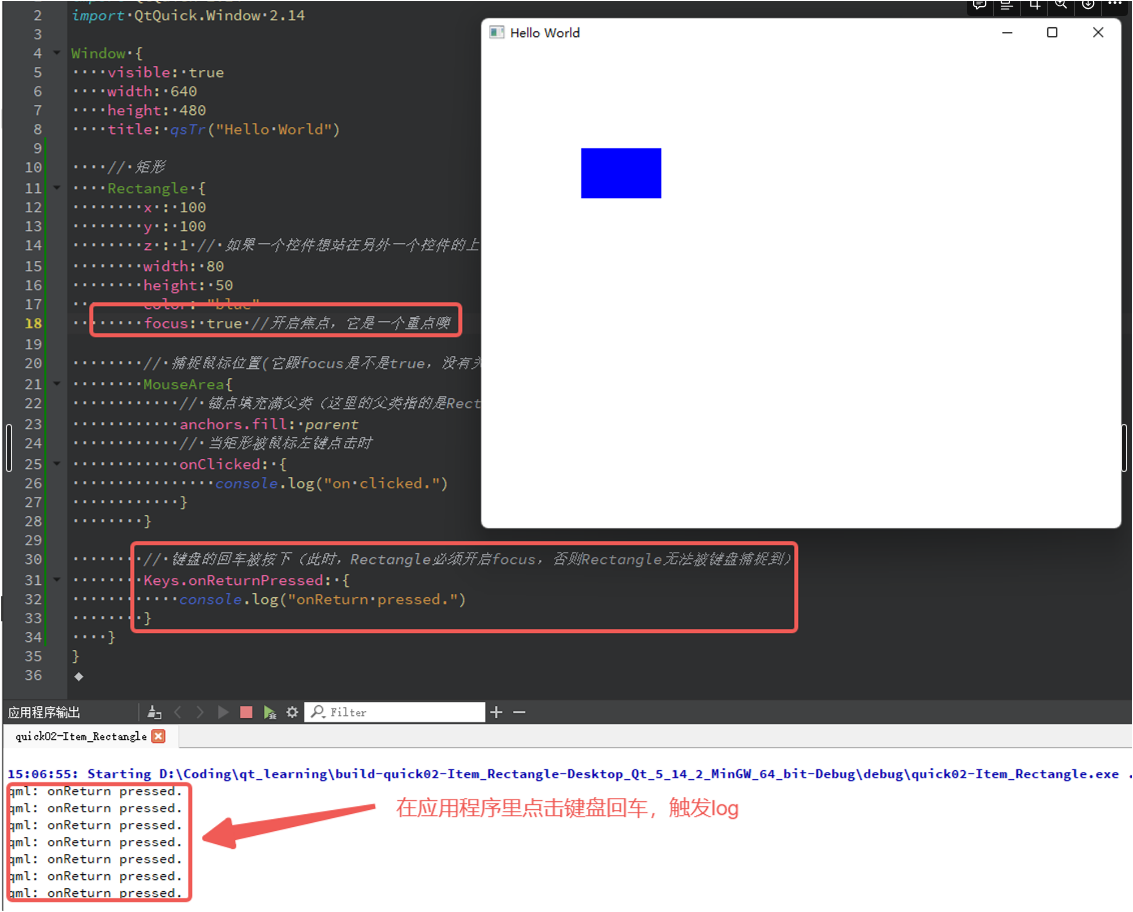 2 import QtQuick.Window 2.14
3
4 Window {
5 visible: true
6 width: 640
7 height: 480
8 title: qsTr("Hello World")
9
10 // 矩形
11 Rectangle {
12 x : 100
13 y : 100
14 z : 1 // 如果一个控件想站在另外一个控件的上
15 width: 80
16 height: 50
17 color: "blue"
18 focus: true //开启焦点，它是一个重点噢
19
20 // 捕捉鼠标位置(它跟focus是不是true，没有关
21 MouseArea{
22 // 锚点填充满父类（这里的父类指的是Rect
23 anchors.fill: parent
24 // 当矩形被鼠标左键点击时
25 onClicked: {
26 console.log("on clicked.")
27 }
28 }
29
30 // 键盘的回车被按下（此时，Rectangle必须开启focus，否则Rectangle无法被键盘捕捉到）
31 Keys.onReturnPressed: {
32 console.log("onReturn pressed.")
33 }
34 }
35 }
36
Hello World
应用程序输出
Filter
quick02-Item_Rectangle
15:06:55: Starting D:\Coding\qt_learning\build-quick02-Item_Rectangle-Desktop_Qt_5_14_2_MinGW_64_bit-Debug\debug\quick02-Item_Rectangle.exe .
qml: onReturn pressed.
qml: onReturn pressed.
qml: onReturn pressed.
qml: onReturn pressed.
qml: onReturn pressed.
qml: onReturn pressed.
qml: onReturn pressed.
在应用程序里点击键盘回车，触发log